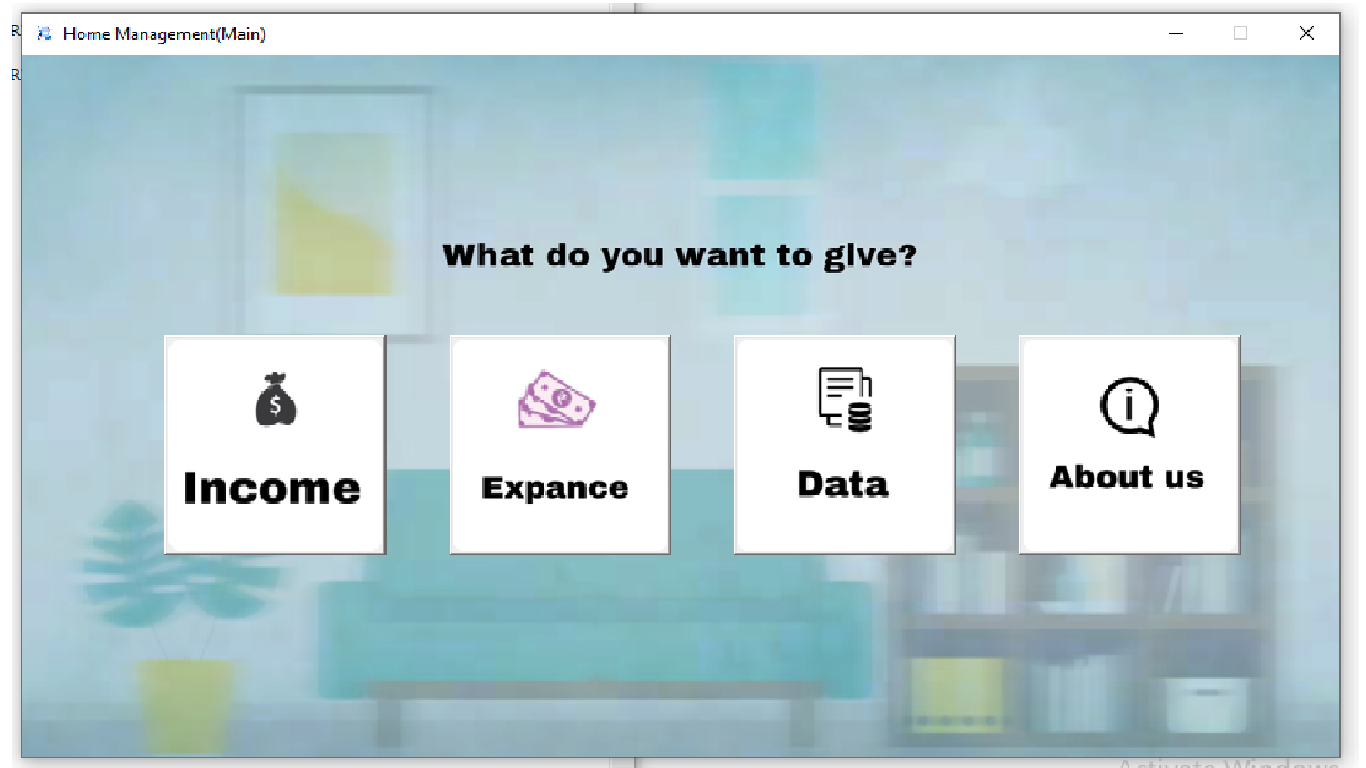 R
Home Management(Main)
R
What do you want to give?
$
Income
Expance
Data
i
About us
Activate Windows